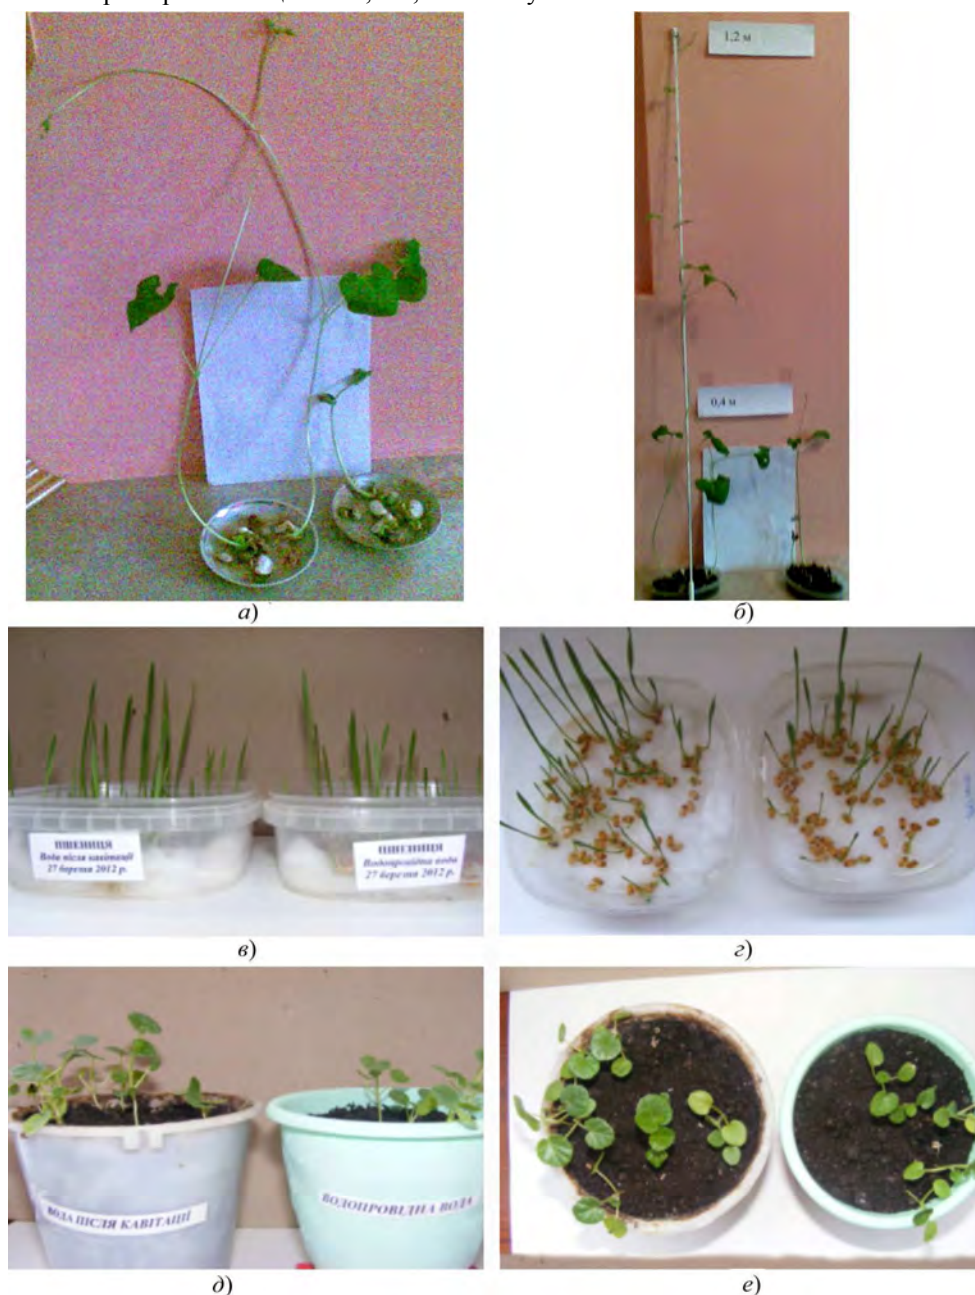 1,2 м
0,4 м
а)
б)
ПШЕНИЦЯ
Вода після кавітації
27 березня 2012 р.
ПШЕНИЦЯ
Водопровідна вода
27 березня 2012 р.
в)
г)
ВОДА ПІСЛЯ КАВІТАЦІЇ
ВОДОПРОВІДНА ВОДА
д)
е)